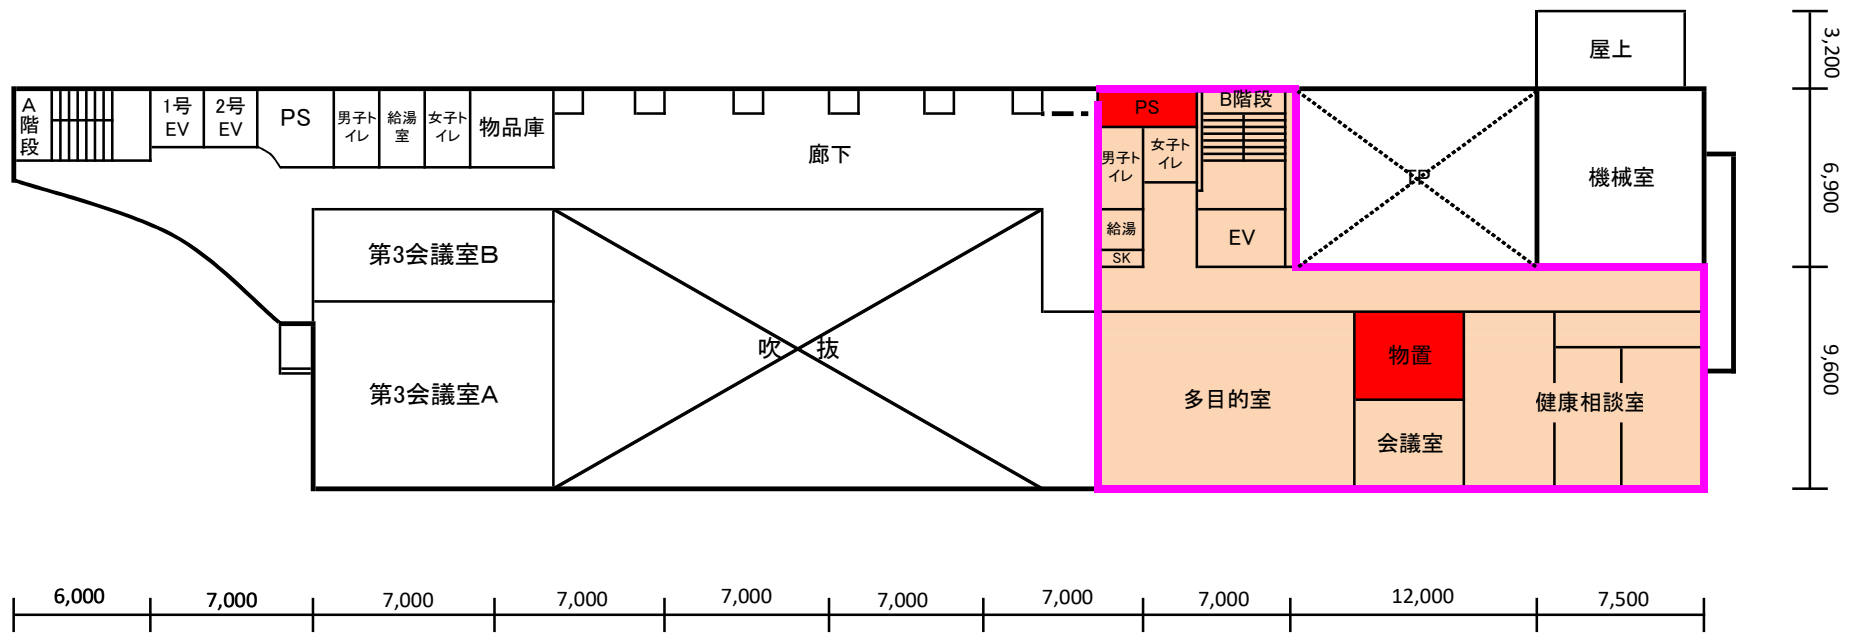 屋上
3,200
A
階
段
1号
EV
2号
EV
PS
男子ト
イレ
給湯
室
女子ト
イレ
物品庫
廊下
PS
B階段
男子ト
イレ
女子ト
イレ
給湯
SK
EV
機械室
6,900
第3会議室B
第3会議室A
吹 抜
多目的室
物置
会議室
健康相談室
9,600
6,000
7,000
7,000
7,000
7,000
7,000
7,000
7,000
12,000
7,500